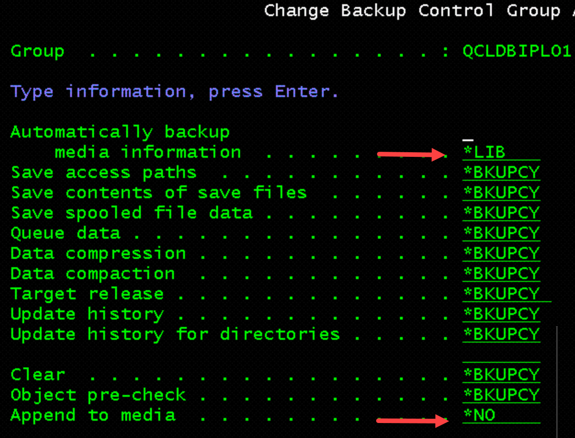 Change Backup Control Group A
Group . . . . . . . . . . . . . . . . : QCLDBIPL01
Type information, press Enter.
Automatically backup
media information . . . . . . . . . *LIB
Save access paths . . . . . . . . . . . *BKUPCY
Save contents of save files . . . . . . *BKUPCY
Save spooled file data . . . . . . . . *BKUPCY
Queue data . . . . . . . . . . . . . . *BKUPCY
Data compression . . . . . . . . . . . *BKUPCY
Data compaction . . . . . . . . . . . *BKUPCY
Target release . . . . . . . . . . . . *BKUPCY
Update history . . . . . . . . . . . . *BKUPCY
Update history for directories . . . . . *BKUPCY
Clear . . . . . . . . . . . . . . . . *BKUPCY
Object pre-check . . . . . . . . . . . *BKUPCY
Append to media . . . . . . . . . . . *NO